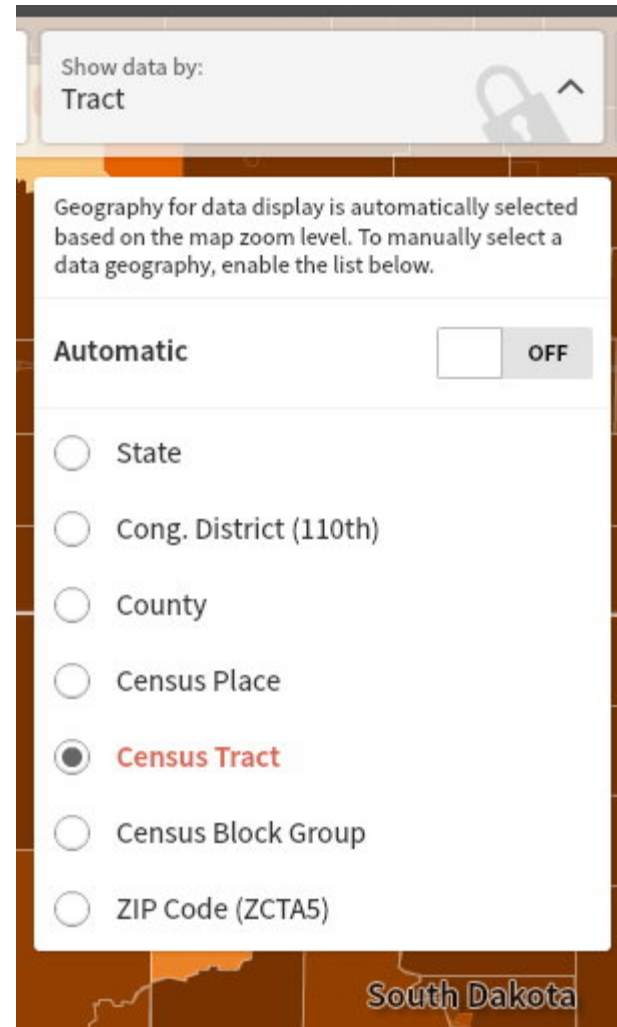 Show data by:
Tract
Geography for data display is automatically selected
based on the map zoom level. To manually select a
data geography, enable the list below.
Automatic
OFF
State
Cong. District (110th)
County
Census Place
Census Tract
Census Block Group
ZIP Code (ZCTA5)
South Dakota